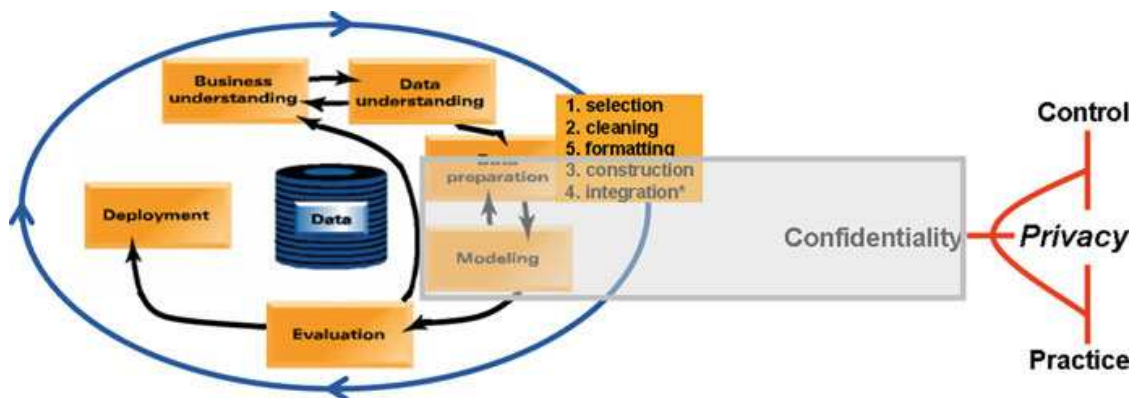 Business
understanding
Data
understanding
1. selection
2. cleaning
5. formatting
3. construction
4. integration*
Data
preparation
Control
Deployment
Data
Confidentiality
Privacy
Modeling
Evaluation
Practice